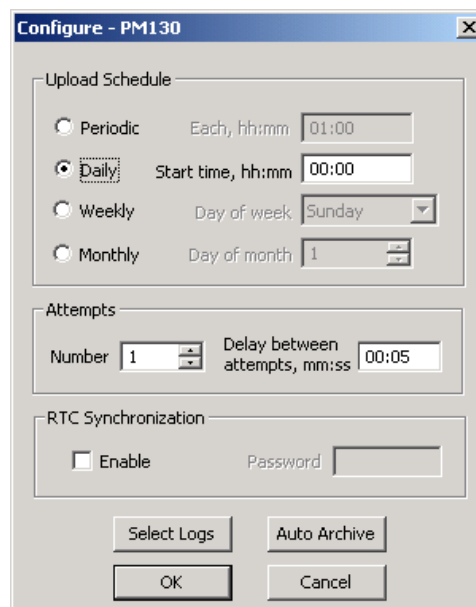 Configure - PM130
Upload Schedule
Periodic Each, hh:mm 01:00
Daily Start time, hh:mm 00:00
Weekly Day of week Sunday
Monthly Day of month 1
Attempts
Number 1 Delay between attempts, mm:ss 00:05
RTC Synchronization
Enable Password
Select Logs Auto Archive
OK Cancel